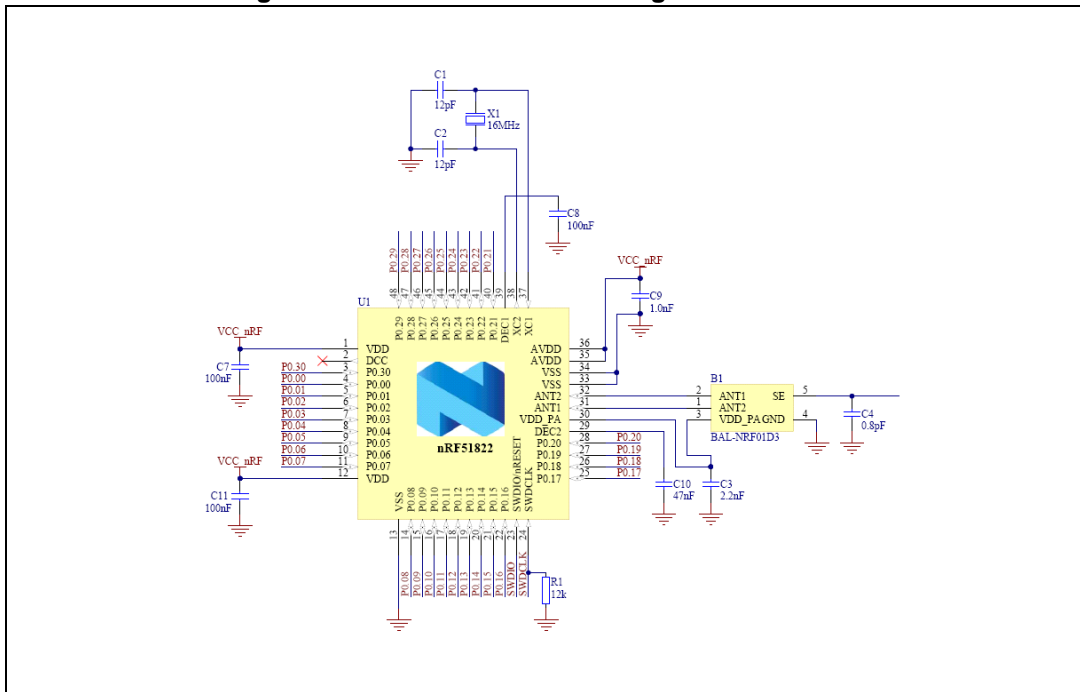 C1
12pF
X1
16MHz
C2
12pF
C8
100nF
P0.29
P0.28
P0.27
P0.26
P0.25
P0.24
P0.23
P0.22
P0.21
48
47
46
45
44
43
42
41
40
39
38
37
VCC_nRF
C9
1.0nF
U1
P0.29
P0.28
P0.27
P0.26
P0.25
P0.24
P0.23
P0.22
P0.21
DEC1
XC2
XC1
VCC_nRF
C7
100nF
P0.30
P0.00
P0.01
P0.02
P0.03
P0.04
P0.05
P0.06
P0.07
VCC_nRF
C11
100nF
1 VDD
2 DCC
3 P0.30
4 P0.00
5 P0.01
6 P0.02
7 P0.03
8 P0.04
9 P0.05
10 P0.06
11 P0.07
12 VDD
nRF51822
AVDD 36
AVDD 35
VSS 34
VSS 33
ANT2 32
ANT1 31
VDD_PA 30
DEC2 29
P0.20 28 P0.20
P0.19 27 P0.19
P0.18 26 P0.18
P0.17 25 P0.17
B1
2 ANT1 SE 5
1 ANT2
3 VDD_PA GND 4
BAL-NRF01D3
C4
0.8pF
C10
47nF
C3
2.2nF
VSS
P0.08
P0.09
P0.10
P0.11
P0.12
P0.13
P0.14
P0.15
P0.16
SWDIO/nRESET
SWDCLK
13
14
15
16
17
18
19
20
21
22
23
24
P0.08
P0.09
P0.10
P0.11
P0.12
P0.13
P0.14
P0.15
P0.16
SWDIO
SWDCLK
R1
12k